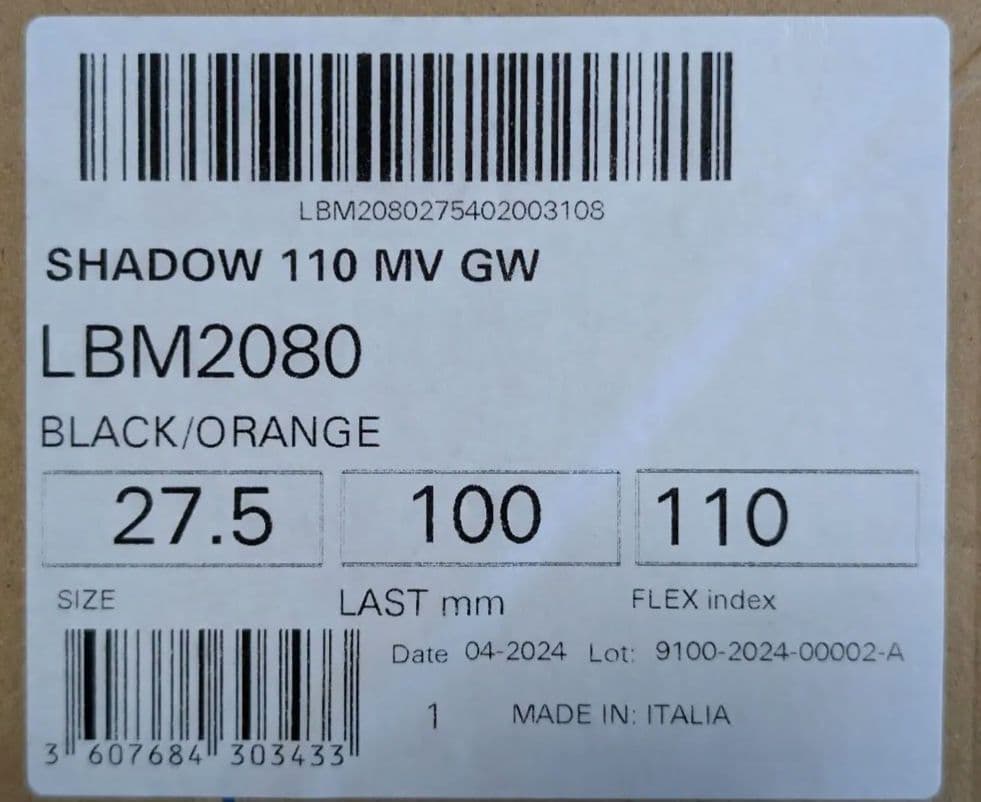 LBM2080275402003108
SHADOW 110 MV GW
LBM2080
BLACK/ORANGE
27.5 100 110
SIZE LAST mm FLEX index
Date 04-2024 Lot: 9100-2024-00002-A
1 MADE IN: ITALIA
3 607684 303433